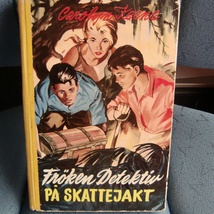 Carolyn Keene
Fröken Detektiv
PÅ SKATTEJAKT